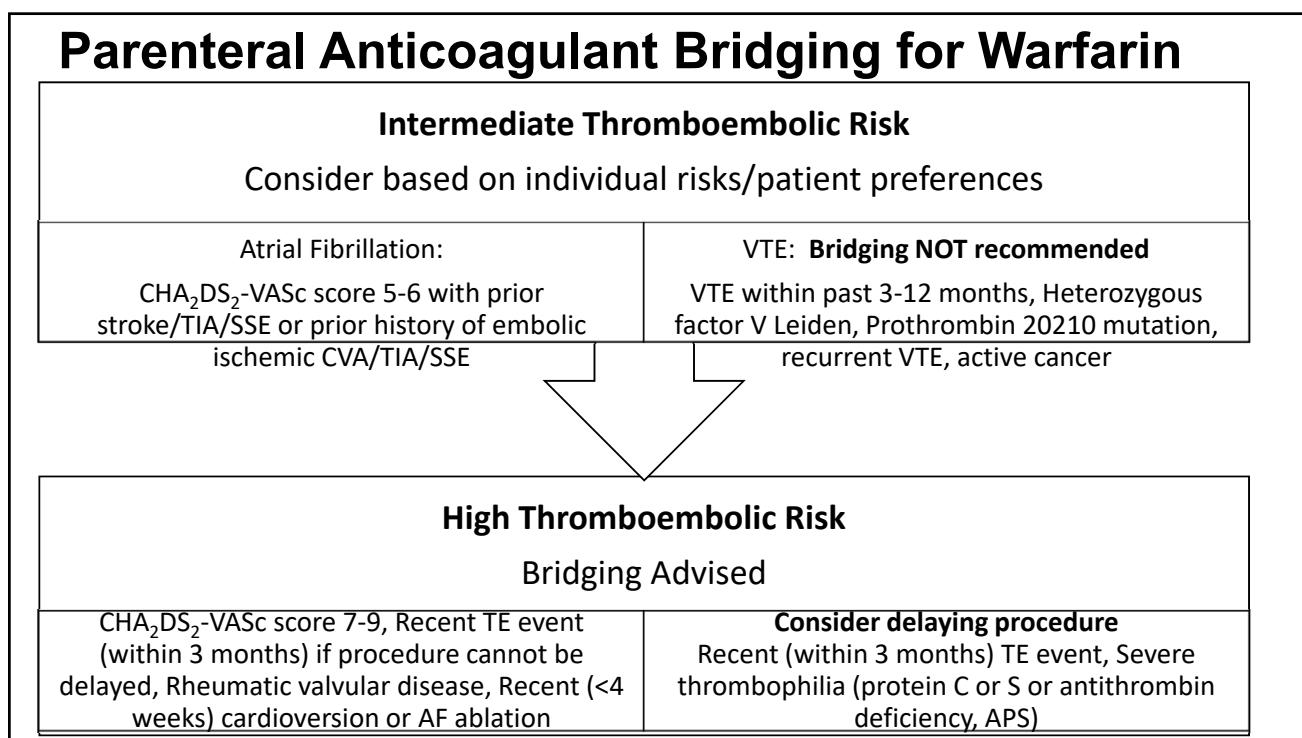 Parenteral Anticoagulant Bridging for Warfarin
Intermediate Thromboembolic Risk
Consider based on individual risks/patient preferences
Atrial Fibrillation:
CHA₂DS₂-VASc score 5-6 with prior
stroke/TIA/SSE or prior history of embolic
ischemic CVA/TIA/SSE
VTE: Bridging NOT recommended
VTE within past 3-12 months, Heterozygous
factor V Leiden, Prothrombin 20210 mutation,
recurrent VTE, active cancer
High Thromboembolic Risk
Bridging Advised
CHA₂DS₂-VASc score 7-9, Recent TE event
(within 3 months) if procedure cannot be
delayed, Rheumatic valvular disease, Recent (<4
weeks) cardioversion or AF ablation
Consider delaying procedure
Recent (within 3 months) TE event, Severe
thrombophilia (protein C or S or antithrombin
deficiency, APS)